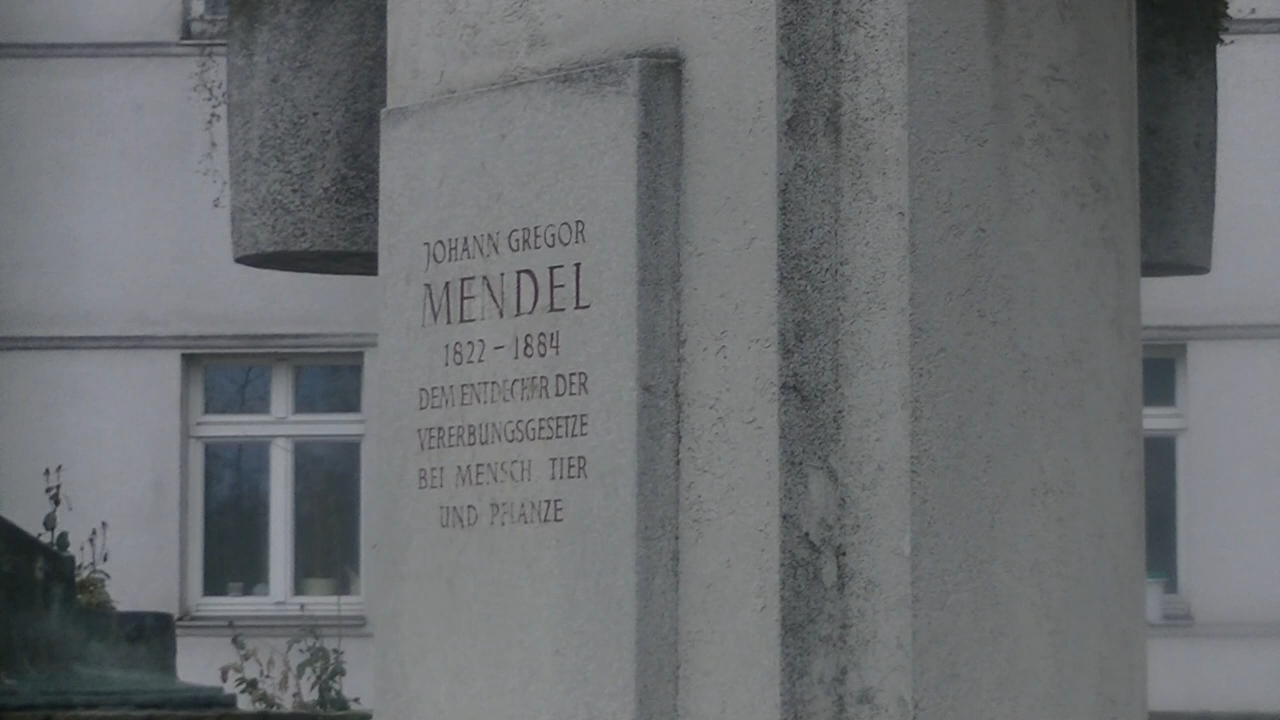 JOHANN GREGOR
MENDEL
1822 – 1884
DEM ENTDECKER DER
VERERBUNGSGESETZE
BEI MENSCH TIER
UND PFLANZE